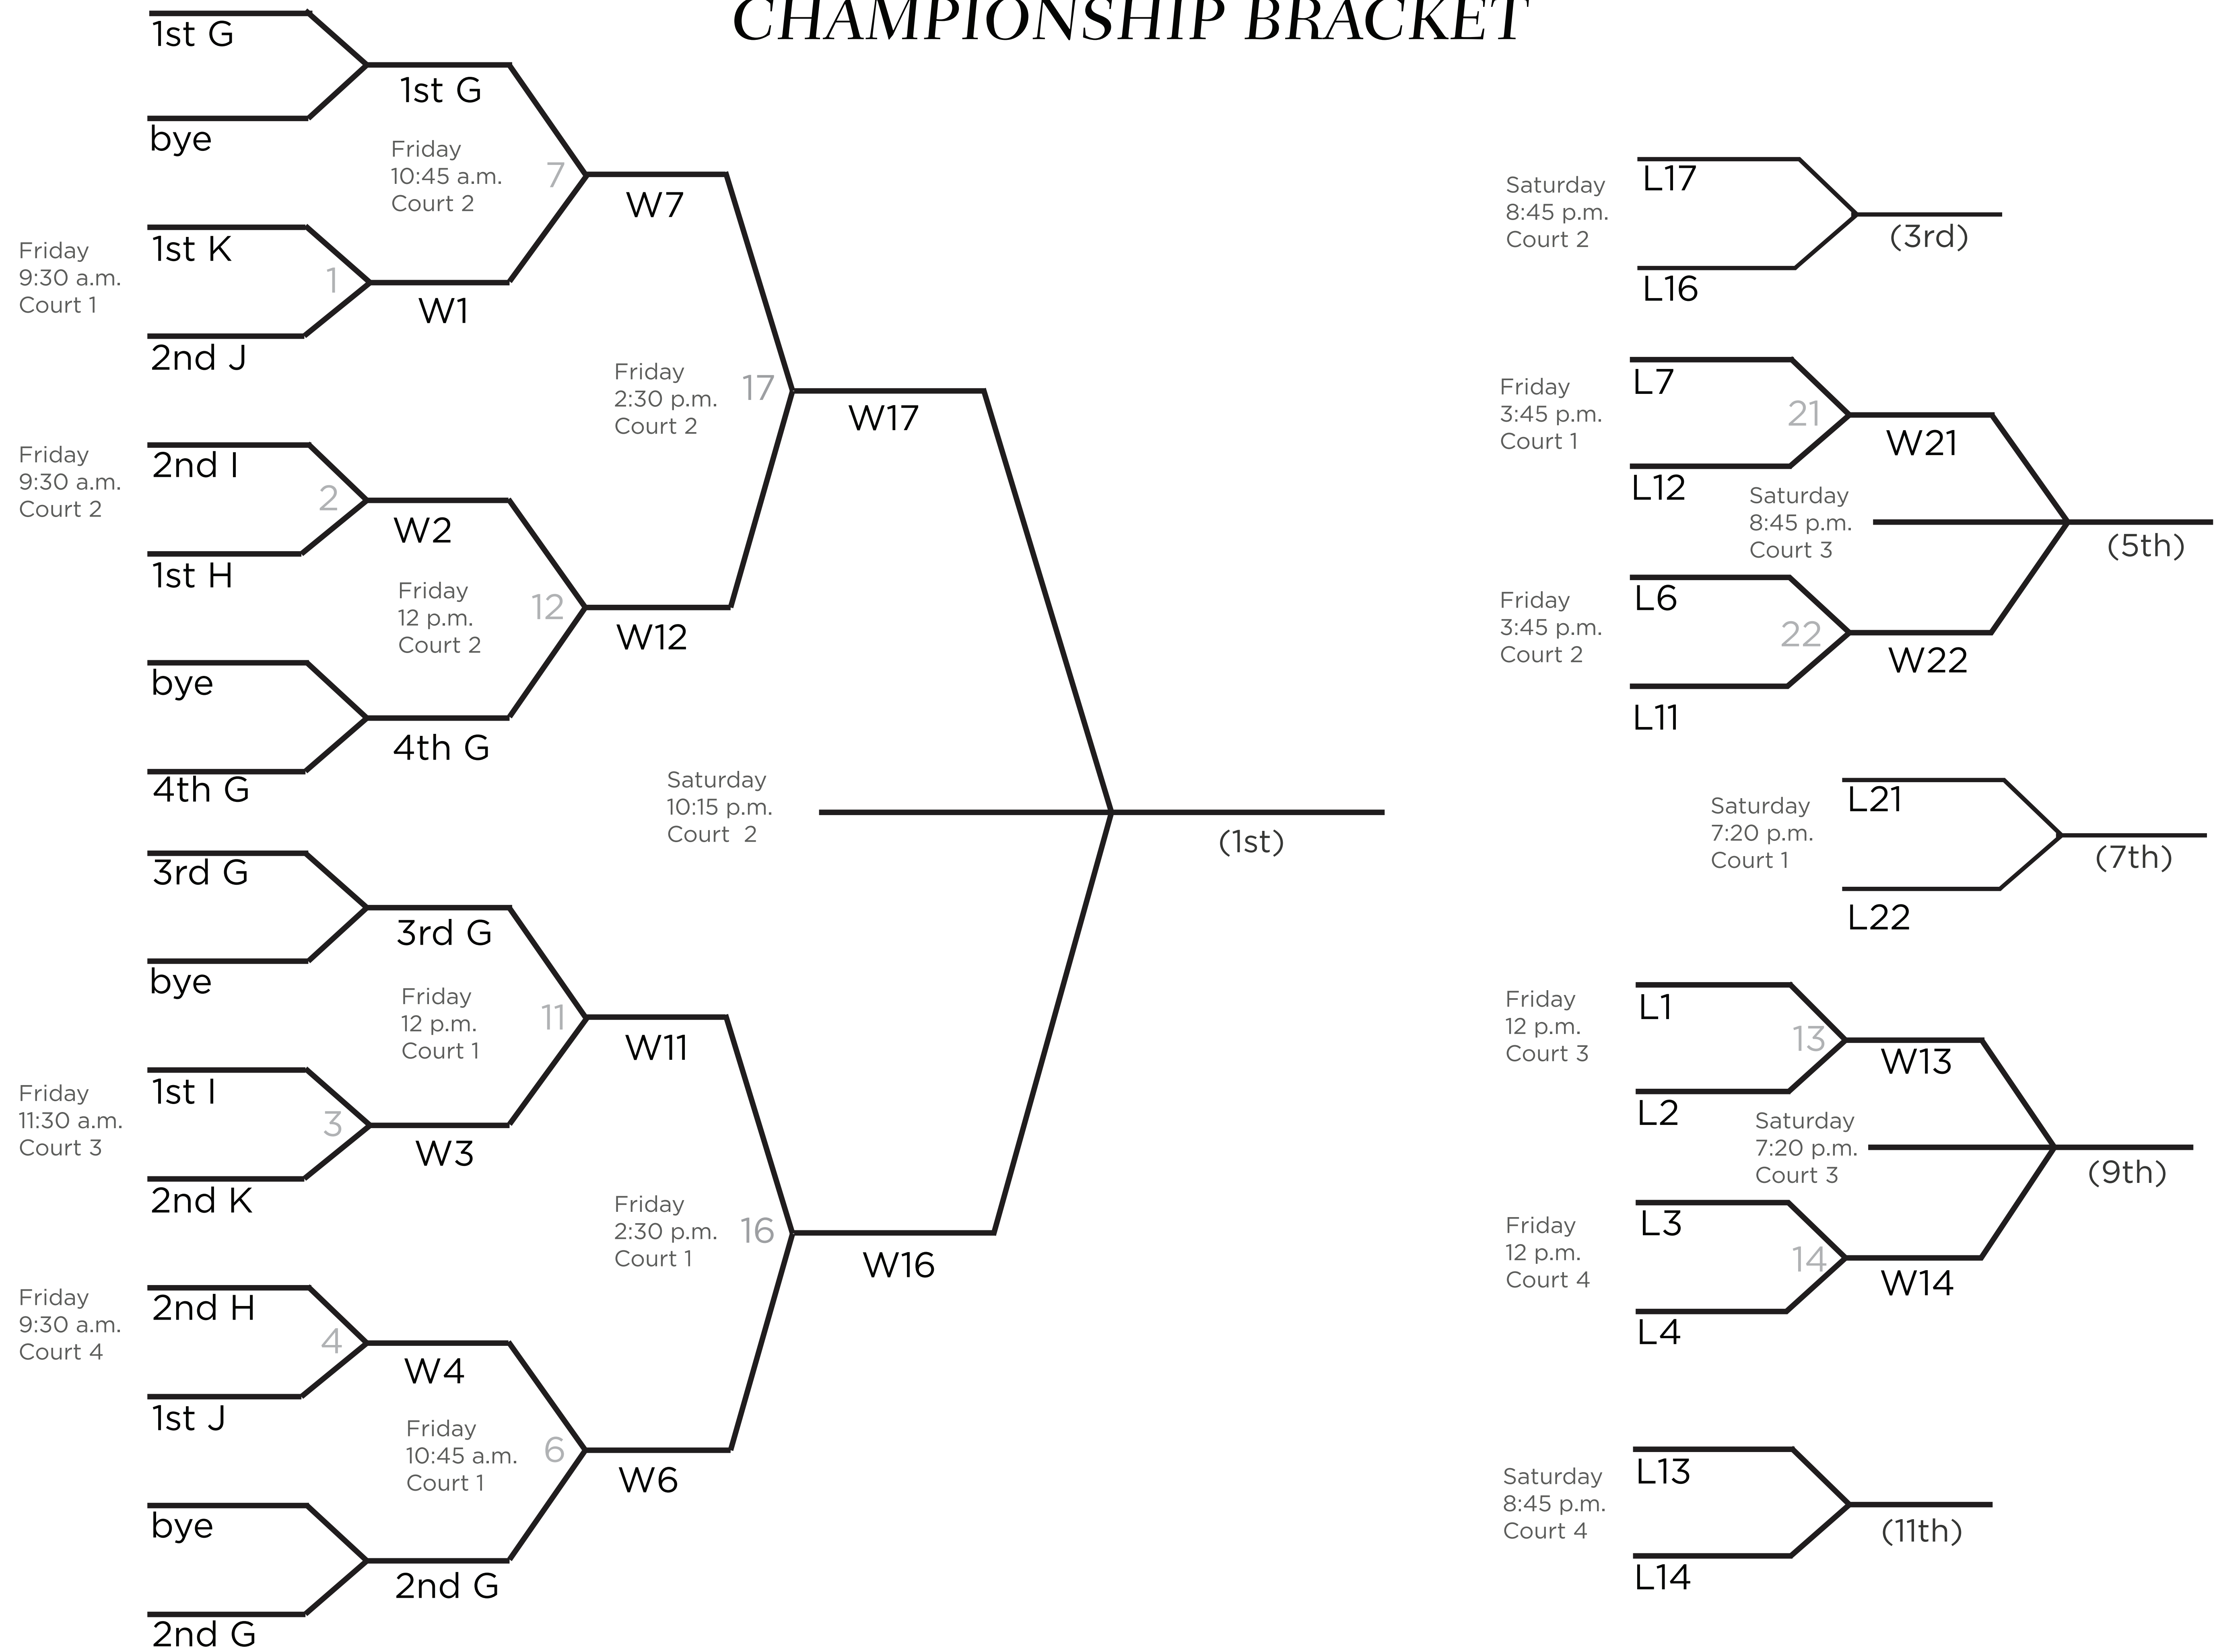 CHAMPIONSHIP BRACKET
1st G
1st G
bye
Friday
10:45 a.m.
Court 2
7
W7
Friday
9:30 a.m.
Court 1
1st K
1
2nd J
W1
Friday
2:30 p.m.
Court 2
17
W17
Friday
9:30 a.m.
Court 2
2nd I
2
1st H
W2
Friday
12 p.m.
Court 2
12
W12
bye
4th G
4th G
Saturday
10:15 p.m.
Court 2
(1st)
3rd G
3rd G
bye
Friday
12 p.m.
Court 1
11
W11
Friday
11:30 a.m.
Court 3
1st I
3
2nd K
W3
Friday
2:30 p.m.
Court 1
16
W16
Friday
9:30 a.m.
Court 4
2nd H
4
1st J
W4
Friday
10:45 a.m.
Court 1
6
W6
bye
2nd G
2nd G
Saturday
8:45 p.m.
Court 2
L17
L16
(3rd)
Friday
3:45 p.m.
Court 1
L7
21
L12
W21
Saturday
8:45 p.m.
Court 3
(5th)
Friday
3:45 p.m.
Court 2
L6
22
L11
W22
Saturday
7:20 p.m.
Court 1
L21
L22
(7th)
Friday
12 p.m.
Court 3
L1
13
L2
W13
Saturday
7:20 p.m.
Court 3
(9th)
Friday
12 p.m.
Court 4
L3
14
L4
W14
Saturday
8:45 p.m.
Court 4
L13
L14
(11th)